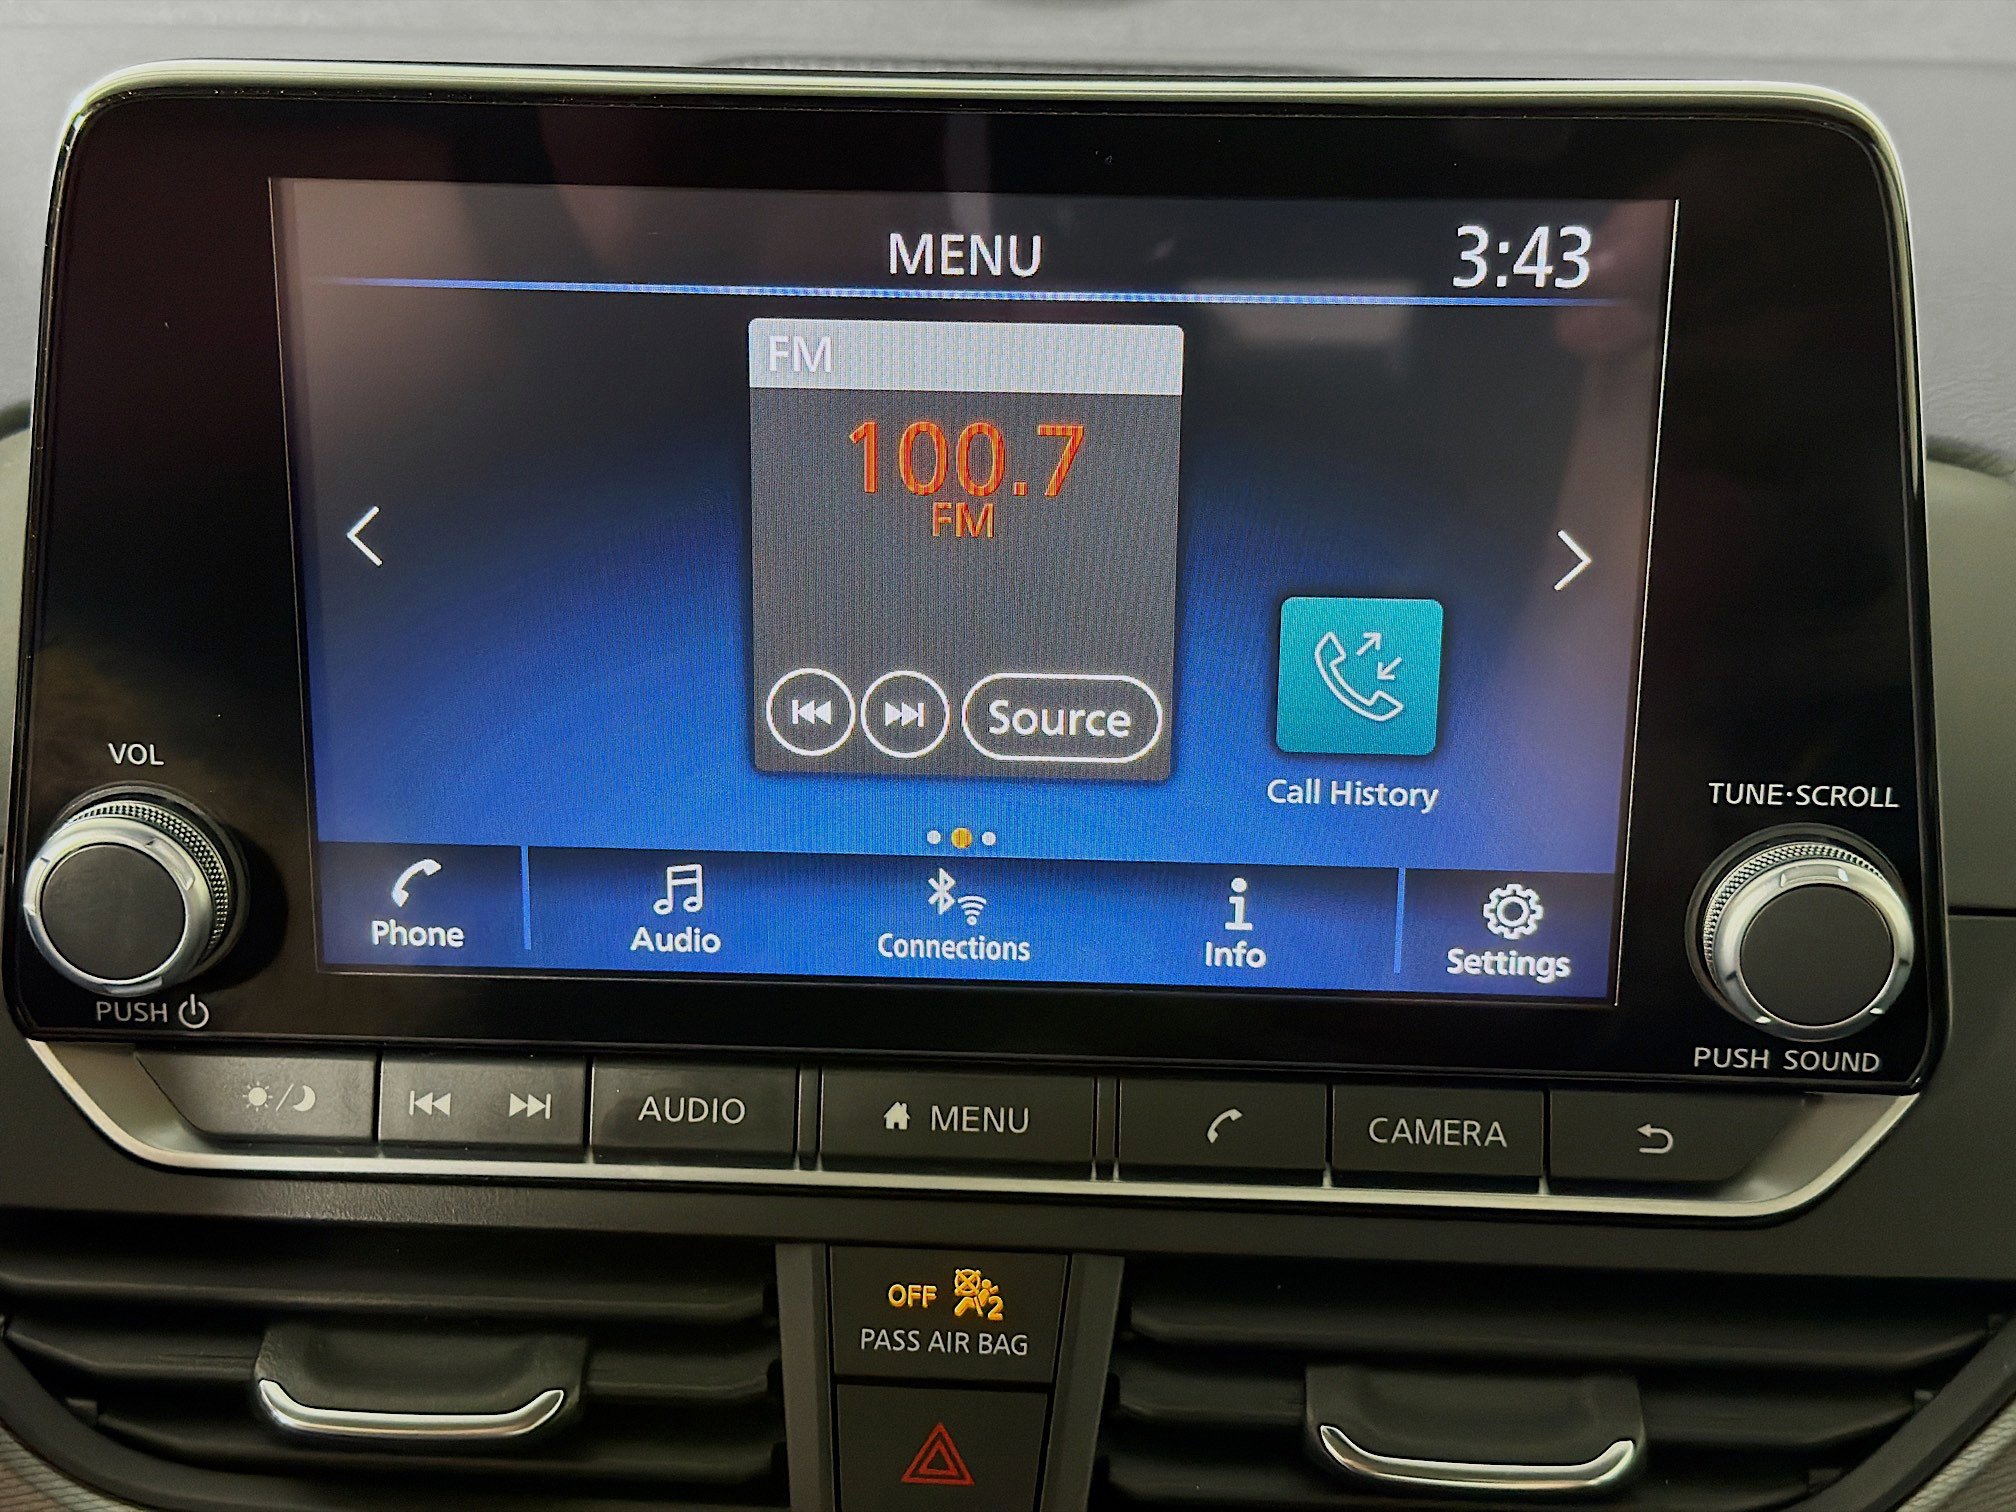 MENU
3:43
FM
100.7
FM
Source
Call History
VOL
TUNE·SCROLL
Phone
Audio
Connections
Info
Settings
PUSH
PUSH SOUND
AUDIO
MENU
CAMERA
OFF 2
PASS AIR BAG